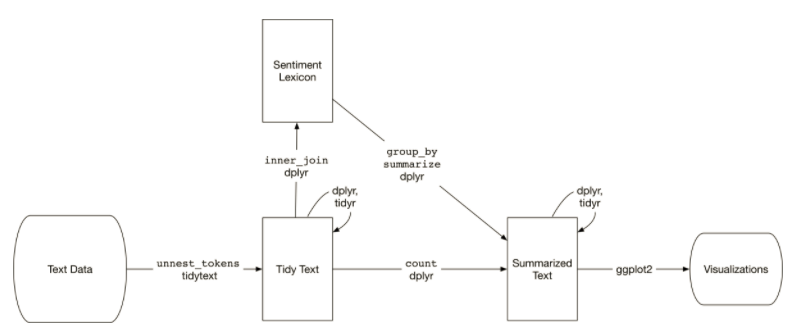 Sentiment
Lexicon
inner_join
dplyr
group_by
summarize
dplyr
dplyr,
tidyr
dplyr,
tidyr
Text Data
unnest_tokens
tidytext
Tidy Text
count
dplyr
Summarized
Text
ggplot2
Visualizations